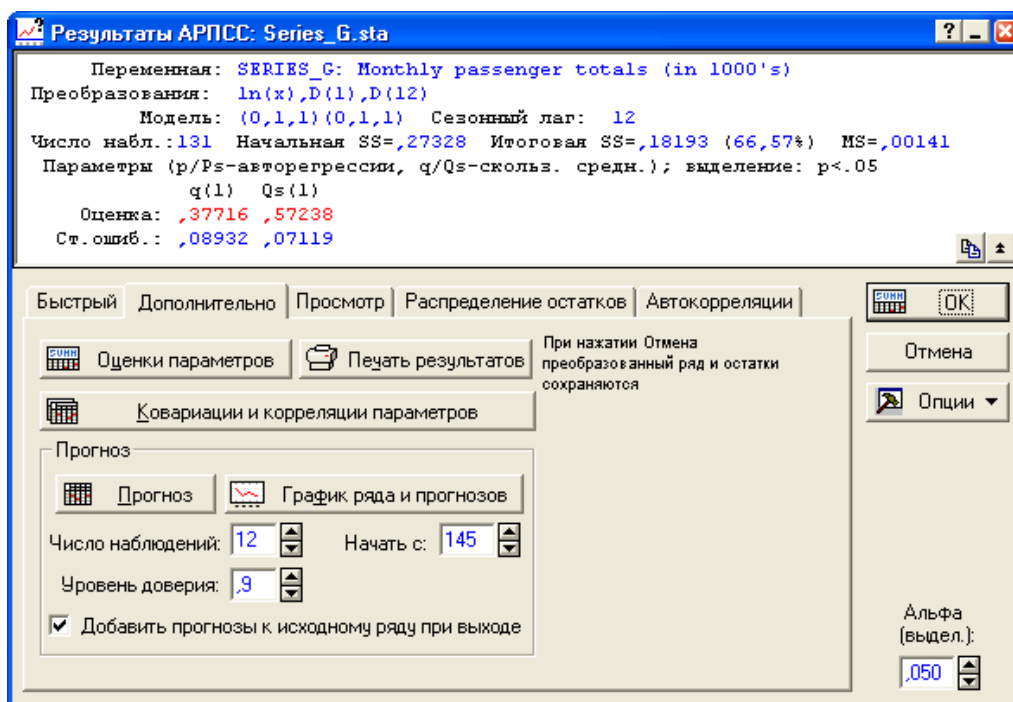 Результаты АРПСС: Series_G.sta
Переменная: SERIES_G: Monthly passenger totals (in 1000's)
Преобразования: ln(x),D(1),D(12)
Модель: (0,1,1)(0,1,1) Сезонный лаг: 12
Число набл.:131 Начальная SS=,27328 Итоговая SS=,18193 (66,57%) MS=,00141
Параметры (p/Ps-авторегрессии, q/Qs-скольз. средн.); выделение: p<.05
q(1) Qs(1)
Оценка: ,37716 ,57238
Ст.ошиб.: ,08932 ,07119
Быстрый Дополнительно Просмотр Распределение остатков Автокорреляции
SUMM OK
Отмена
Опции
SUMM Оценки параметров Печать результатов
При нажатии Отмена
преобразованный ряд и остатки
сохраняются
Ковариации и корреляции параметров
Прогноз
Прогноз График ряда и прогнозов
Число наблюдений: 12 Начать с: 145
Уровень доверия: ,9
Добавить прогнозы к исходному ряду при выходе
Альфа
(выдел.):
,050